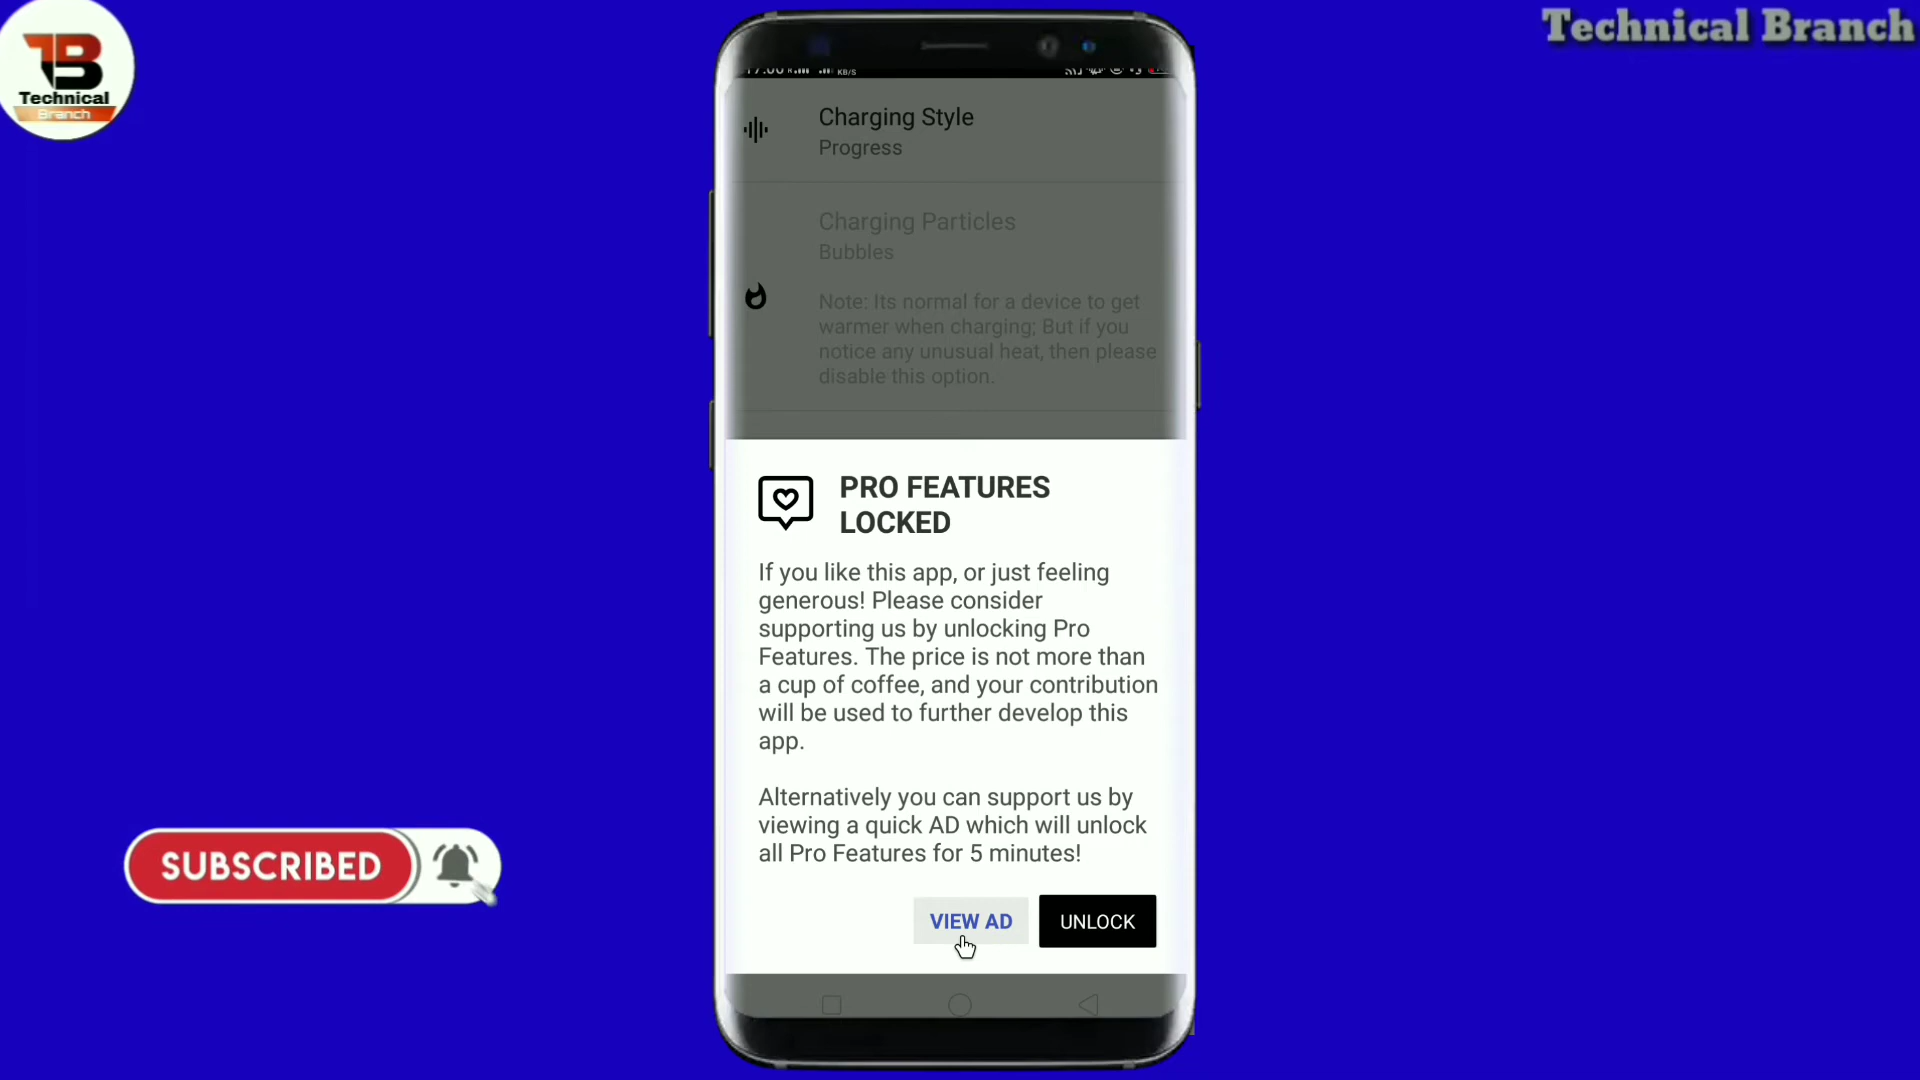 Technical
Branch
Technical Branch
KB/S
Charging Style
Progress
Charging Particles
Bubbles
Note: Its normal for a device to get
warmer when charging; But if you
notice any unusual heat, then please
disable this option.
PRO FEATURES
LOCKED
If you like this app, or just feeling
generous! Please consider
supporting us by unlocking Pro
Features. The price is not more than
a cup of coffee, and your contribution
will be used to further develop this
app.
Alternatively you can support us by
viewing a quick AD which will unlock
all Pro Features for 5 minutes!
VIEW AD
UNLOCK
SUBSCRIBED